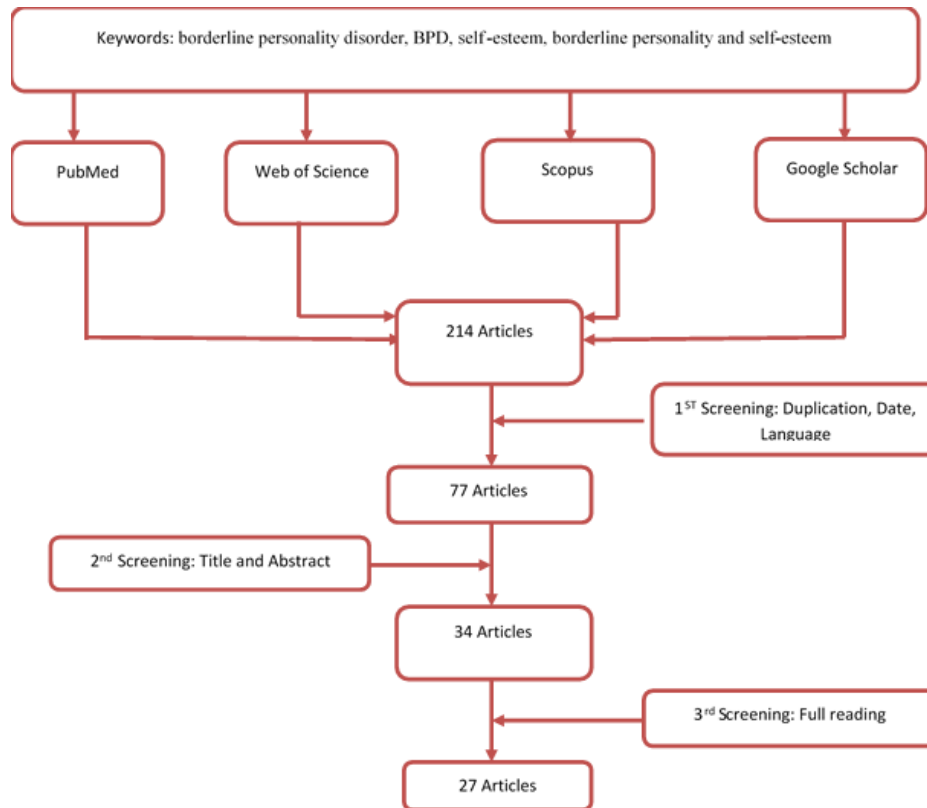 Keywords: borderline personality disorder, BPD, self-esteem, borderline personality and self-esteem
PubMed
Web of Science
Scopus
Google Scholar
214 Articles
1ST Screening: Duplication, Date,
Language
77 Articles
2nd Screening: Title and Abstract
34 Articles
3rd Screening: Full reading
27 Articles